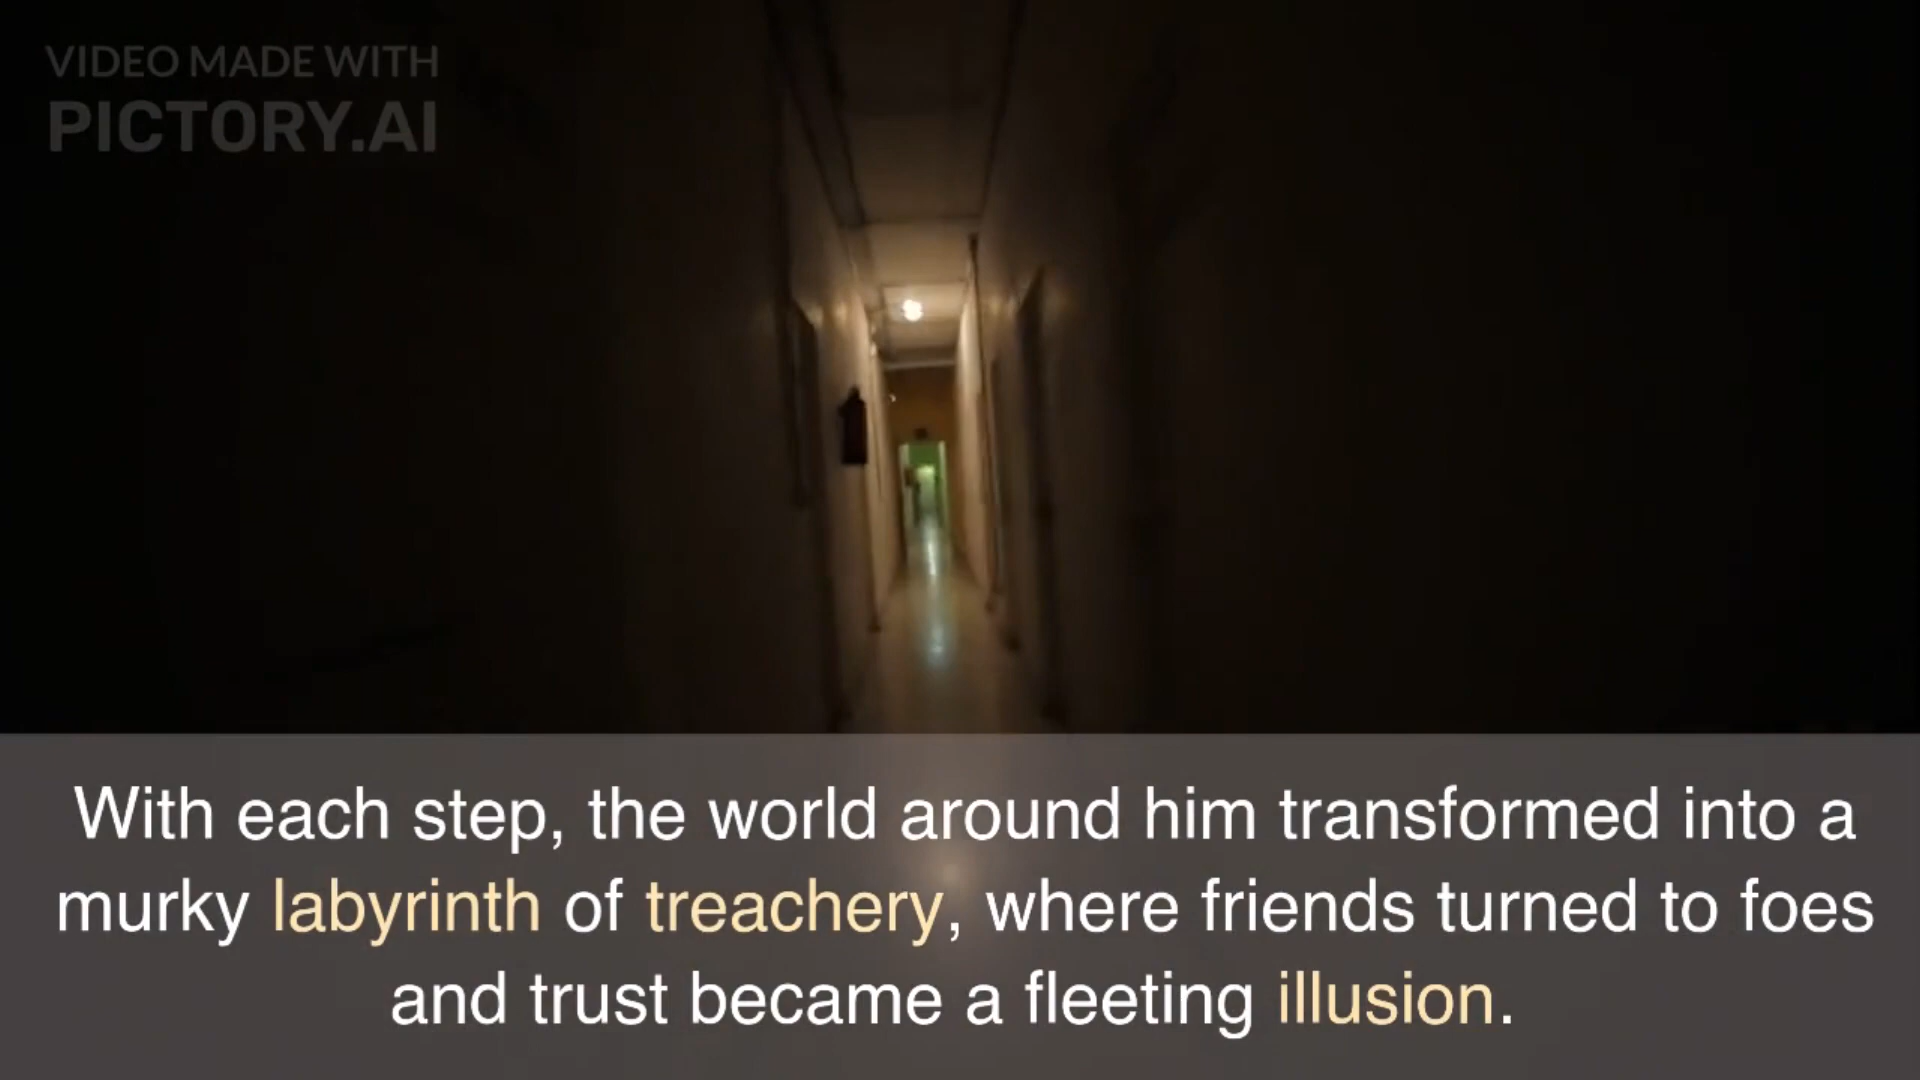 VIDEO MADE WITH
PICTORY.AI
With each step, the world around him transformed into a
murky labyrinth of treachery, where friends turned to foes
and trust became a fleeting illusion.